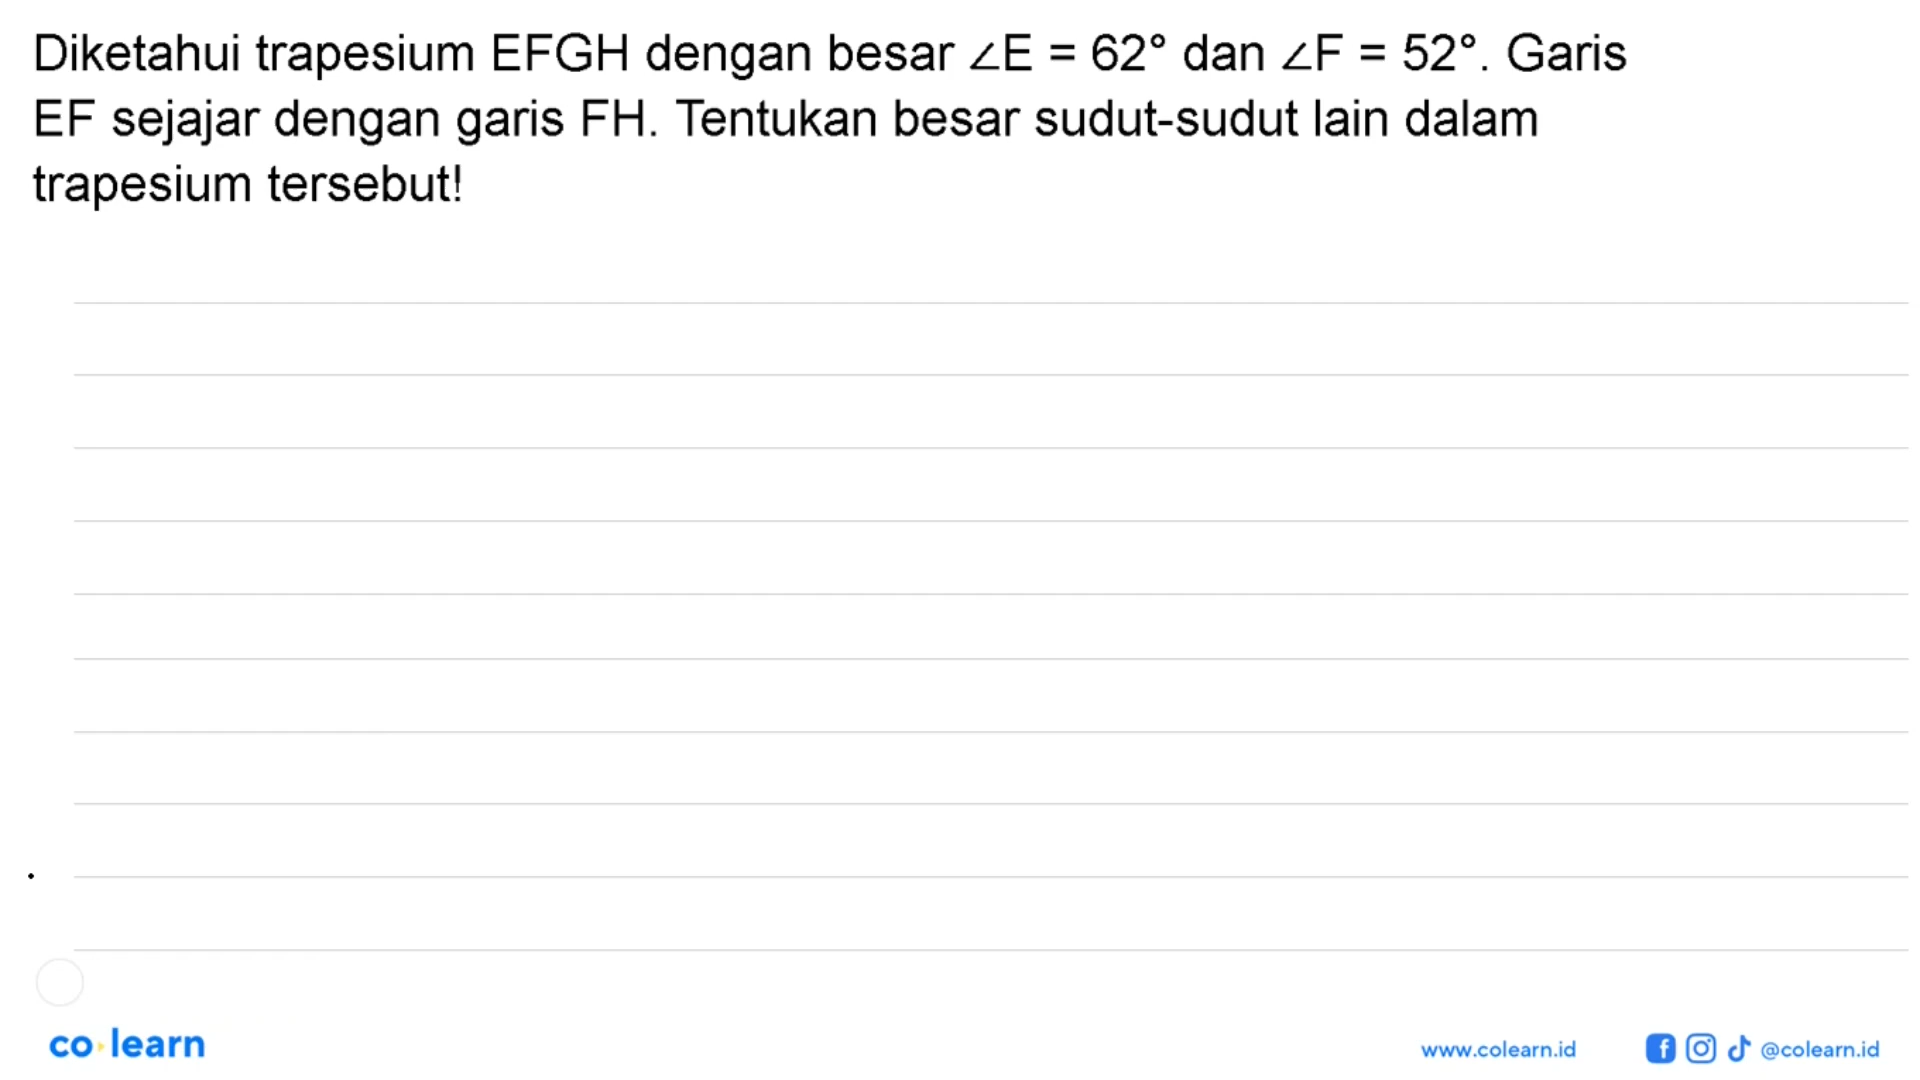 Diketahui trapesium EFGH dengan besar ∠E = 62° dan ∠F = 52°. Garis
EF sejajar dengan garis FH. Tentukan besar sudut-sudut lain dalam
trapesium tersebut!
co learn
www.colearn.id @colearn.id